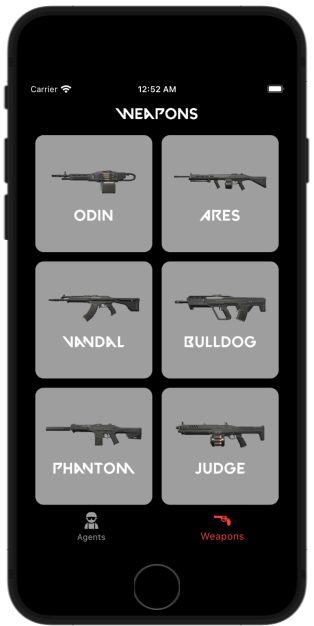 Carrier 12:52 AM
WEAPONS
ODIN ARES
VANDAL BULLDOG
PHANTOM JUDGE
Agents Weapons